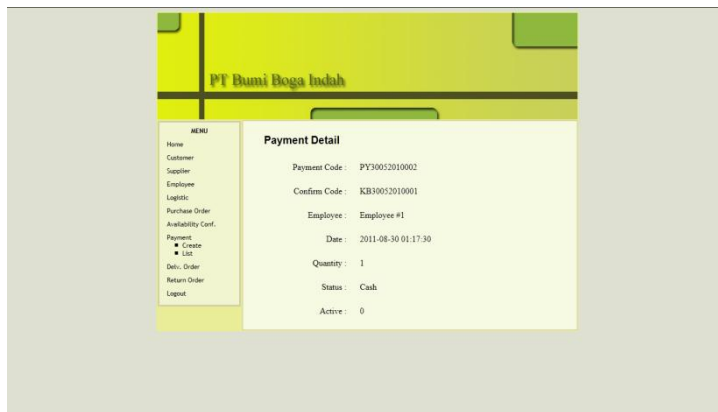 PT Bumi Boga Indah
MENU
Home
Customer
Supplier
Employee
Logistic
Purchase Order
Availability Conf.
Payment
Create
List
Delv. Order
Return Order
Logout
Payment Detail
Payment Code : PY30052010002
Confirm Code : KB30052010001
Employee : Employee #1
Date : 2011-08-30 01:17:30
Quantity : 1
Status : Cash
Active : 0